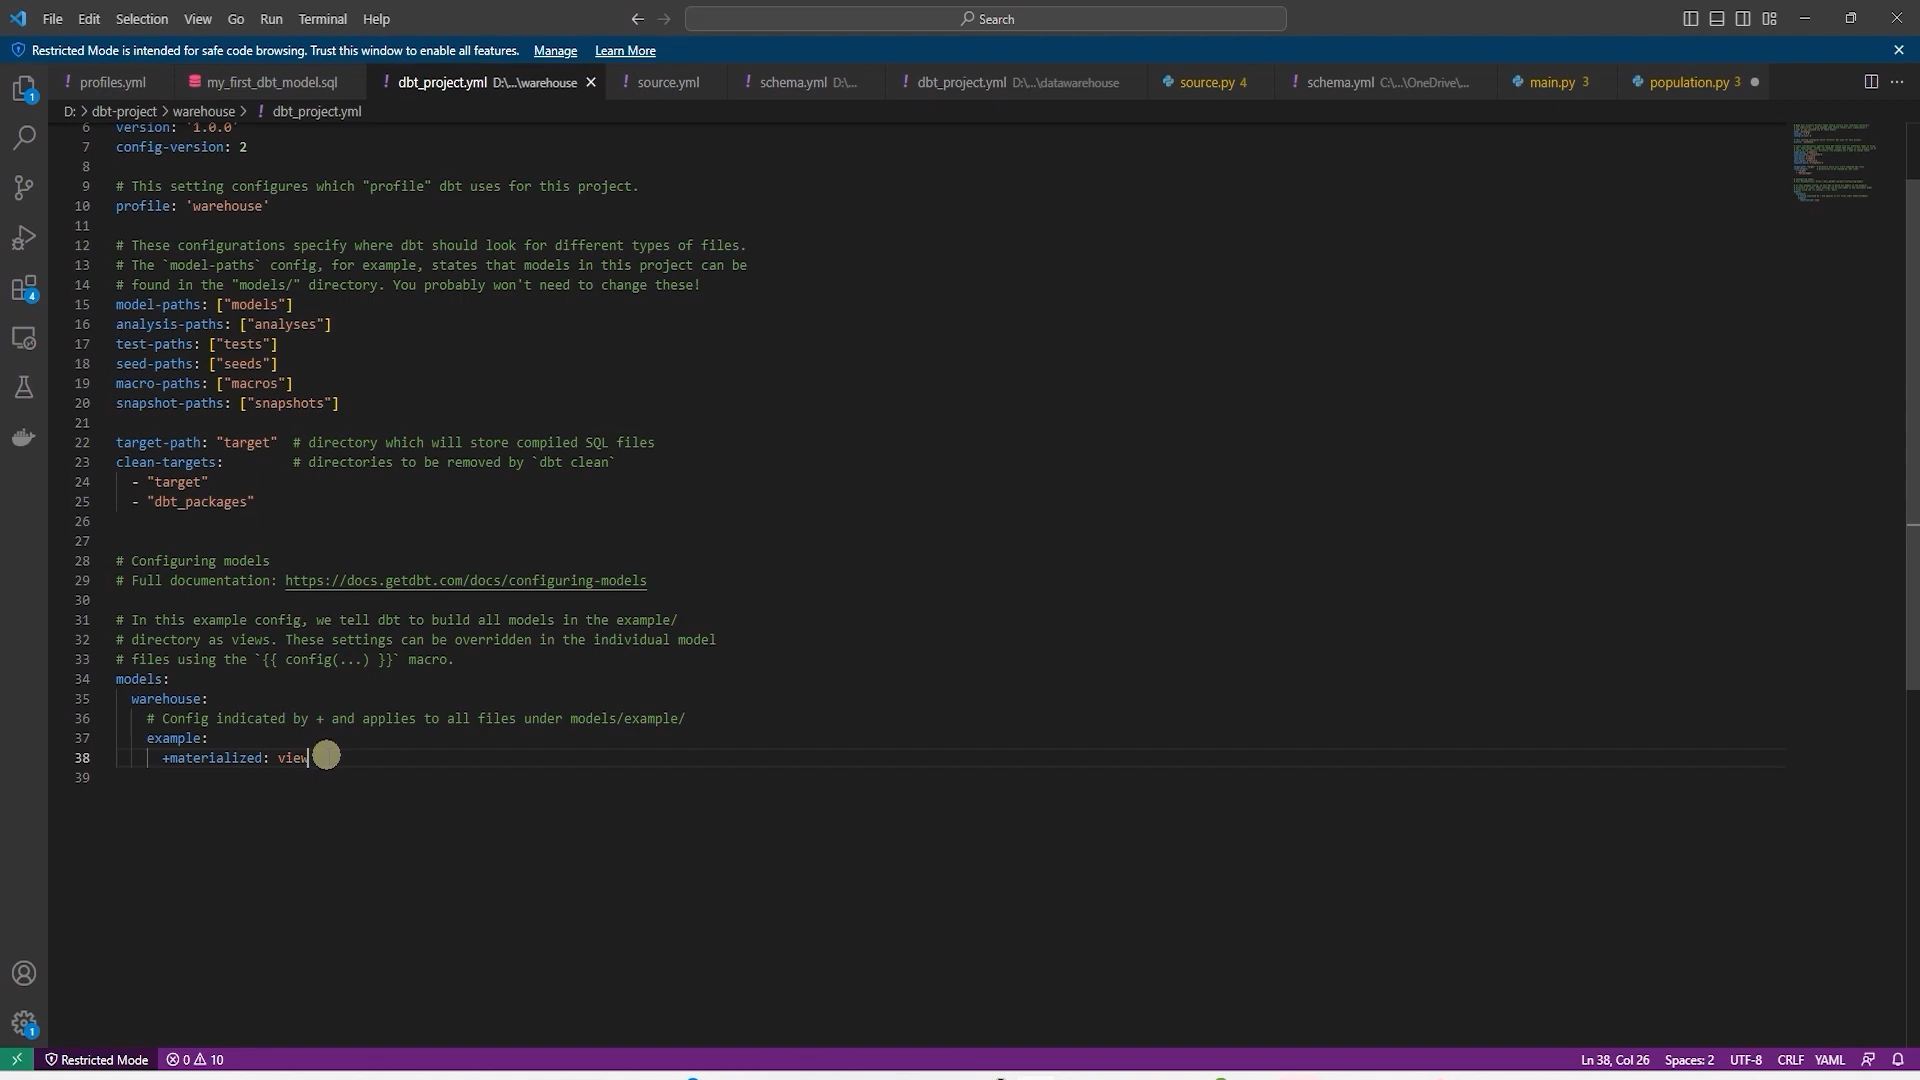 File Edit Selection View Go Run Terminal Help
Search
Restricted Mode is intended for safe code browsing. Trust this window to enable all features. Manage Learn More
! profiles.yml my_first_dbt_model.sql ! dbt_project.yml D:\...\warehouse ! source.yml ! schema.yml D:\... ! dbt_project.yml D:\...\datawarehouse source.py 4 ! schema.yml C:\...\OneDrive\... main.py 3 population.py 3
D: > dbt-project > warehouse > ! dbt_project.yml
6 version: '1.0.0'
7 config-version: 2
8
9 # This setting configures which "profile" dbt uses for this project.
10 profile: 'warehouse'
11
12 # These configurations specify where dbt should look for different types of files.
13 # The `model-paths` config, for example, states that models in this project can be
14 # found in the "models/" directory. You probably won't need to change these!
15 model-paths: ["models"]
16 analysis-paths: ["analyses"]
17 test-paths: ["tests"]
18 seed-paths: ["seeds"]
19 macro-paths: ["macros"]
20 snapshot-paths: ["snapshots"]
21
22 target-path: "target" # directory which will store compiled SQL files
23 clean-targets: # directories to be removed by `dbt clean`
24 - "target"
25 - "dbt_packages"
26
27
28 # Configuring models
29 # Full documentation: https://docs.getdbt.com/docs/configuring-models
30
31 # In this example config, we tell dbt to build all models in the example/
32 # directory as views. These settings can be overridden in the individual model
33 # files using the `{{ config(...) }}` macro.
34 models:
35 warehouse:
36 # Config indicated by + and applies to all files under models/example/
37 example:
38 +materialized: view
39
1
4
1
Restricted Mode 0 10 Ln 38, Col 26 Spaces: 2 UTF-8 CRLF YAML